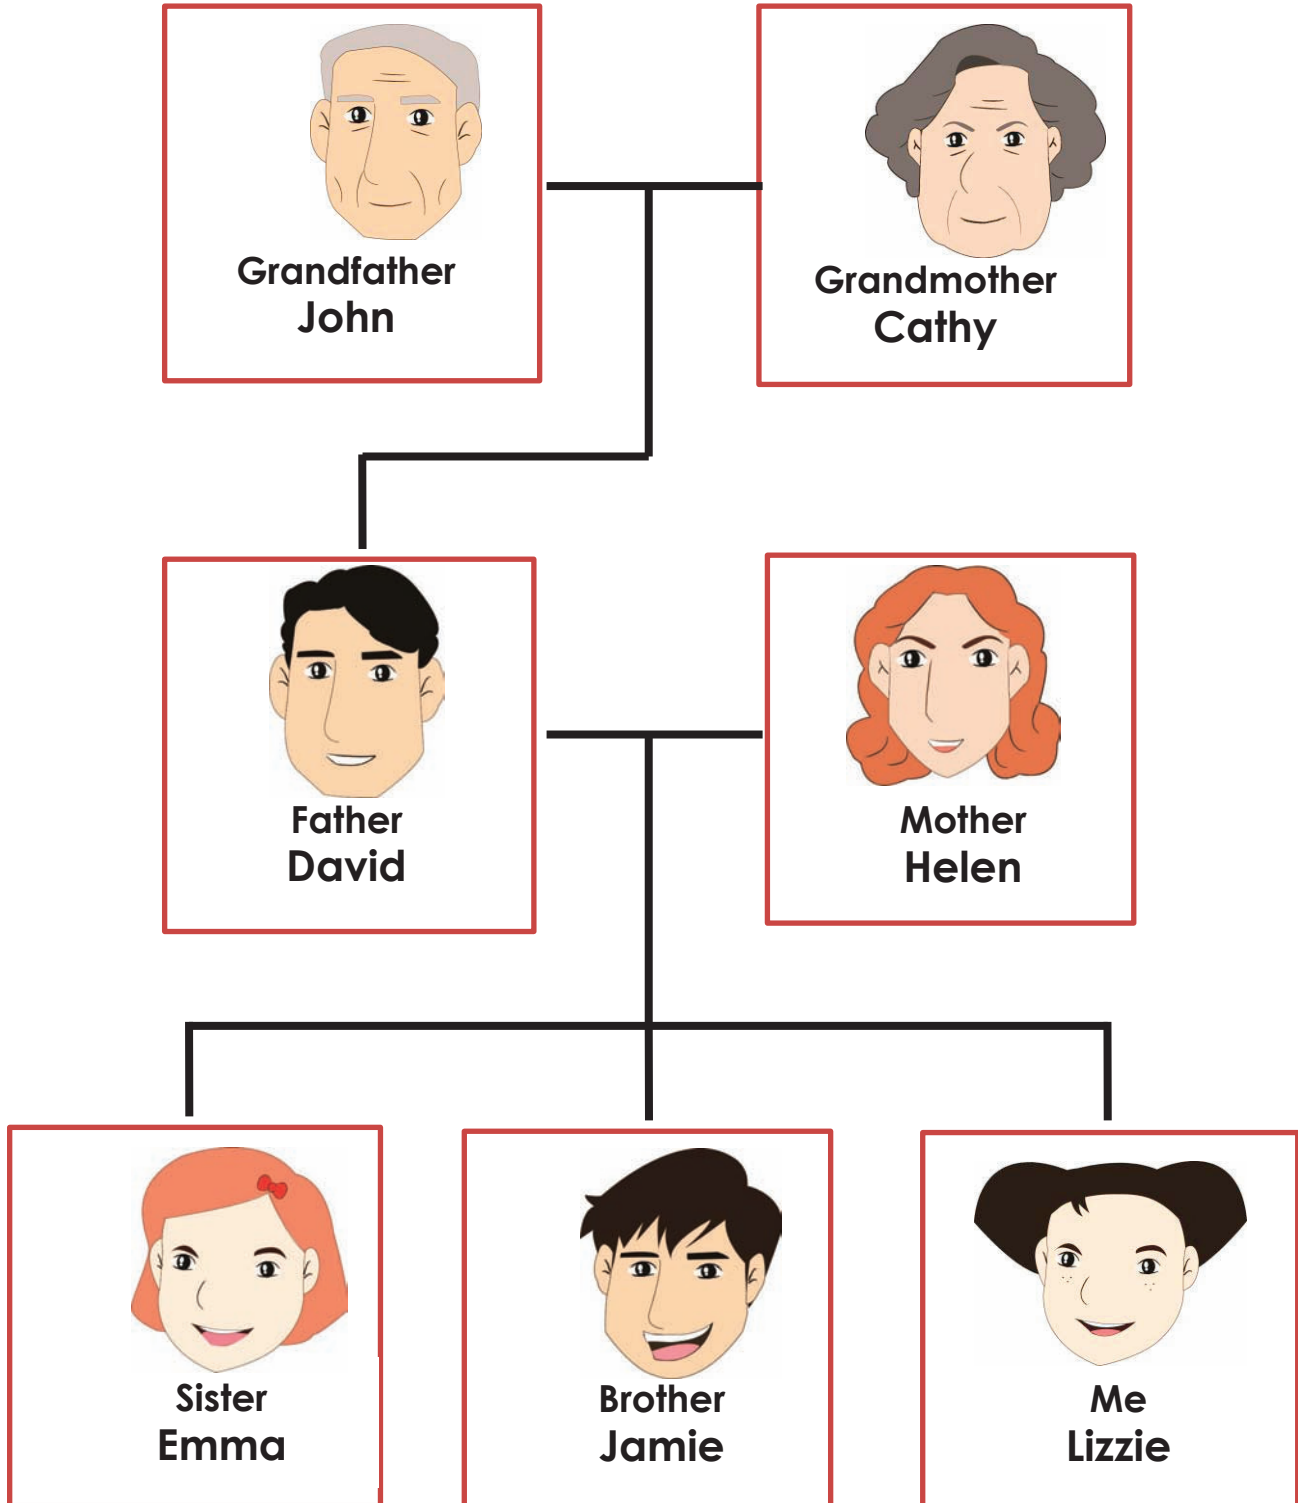 Grandfather
John
Grandmother
Cathy
Father
David
Mother
Helen
Sister
Emma
Brother
Jamie
Me
Lizzie